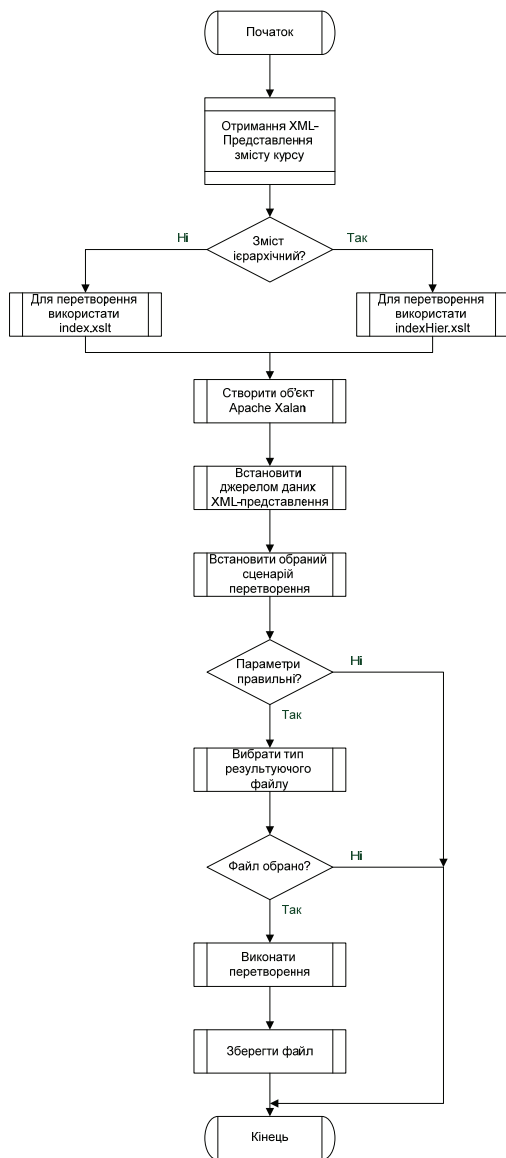 Початок
Отримання XML-
Представлення
змісту курсу
Зміст
ієрархічний?
Ні
Так
Для перетворення
використати
index.xslt
Для перетворення
використати
indexHier.xslt
Створити об'єкт
Apache Xalan
Встановити
джерелом даних
XML-представлення
Встановити обраний
сценарій
перетворення
Параметри
правильні?
Ні
Так
Вибрати тип
результуючого
файлу
Файл обрано?
Ні
Так
Виконати
перетворення
Зберегти файл
Кінець